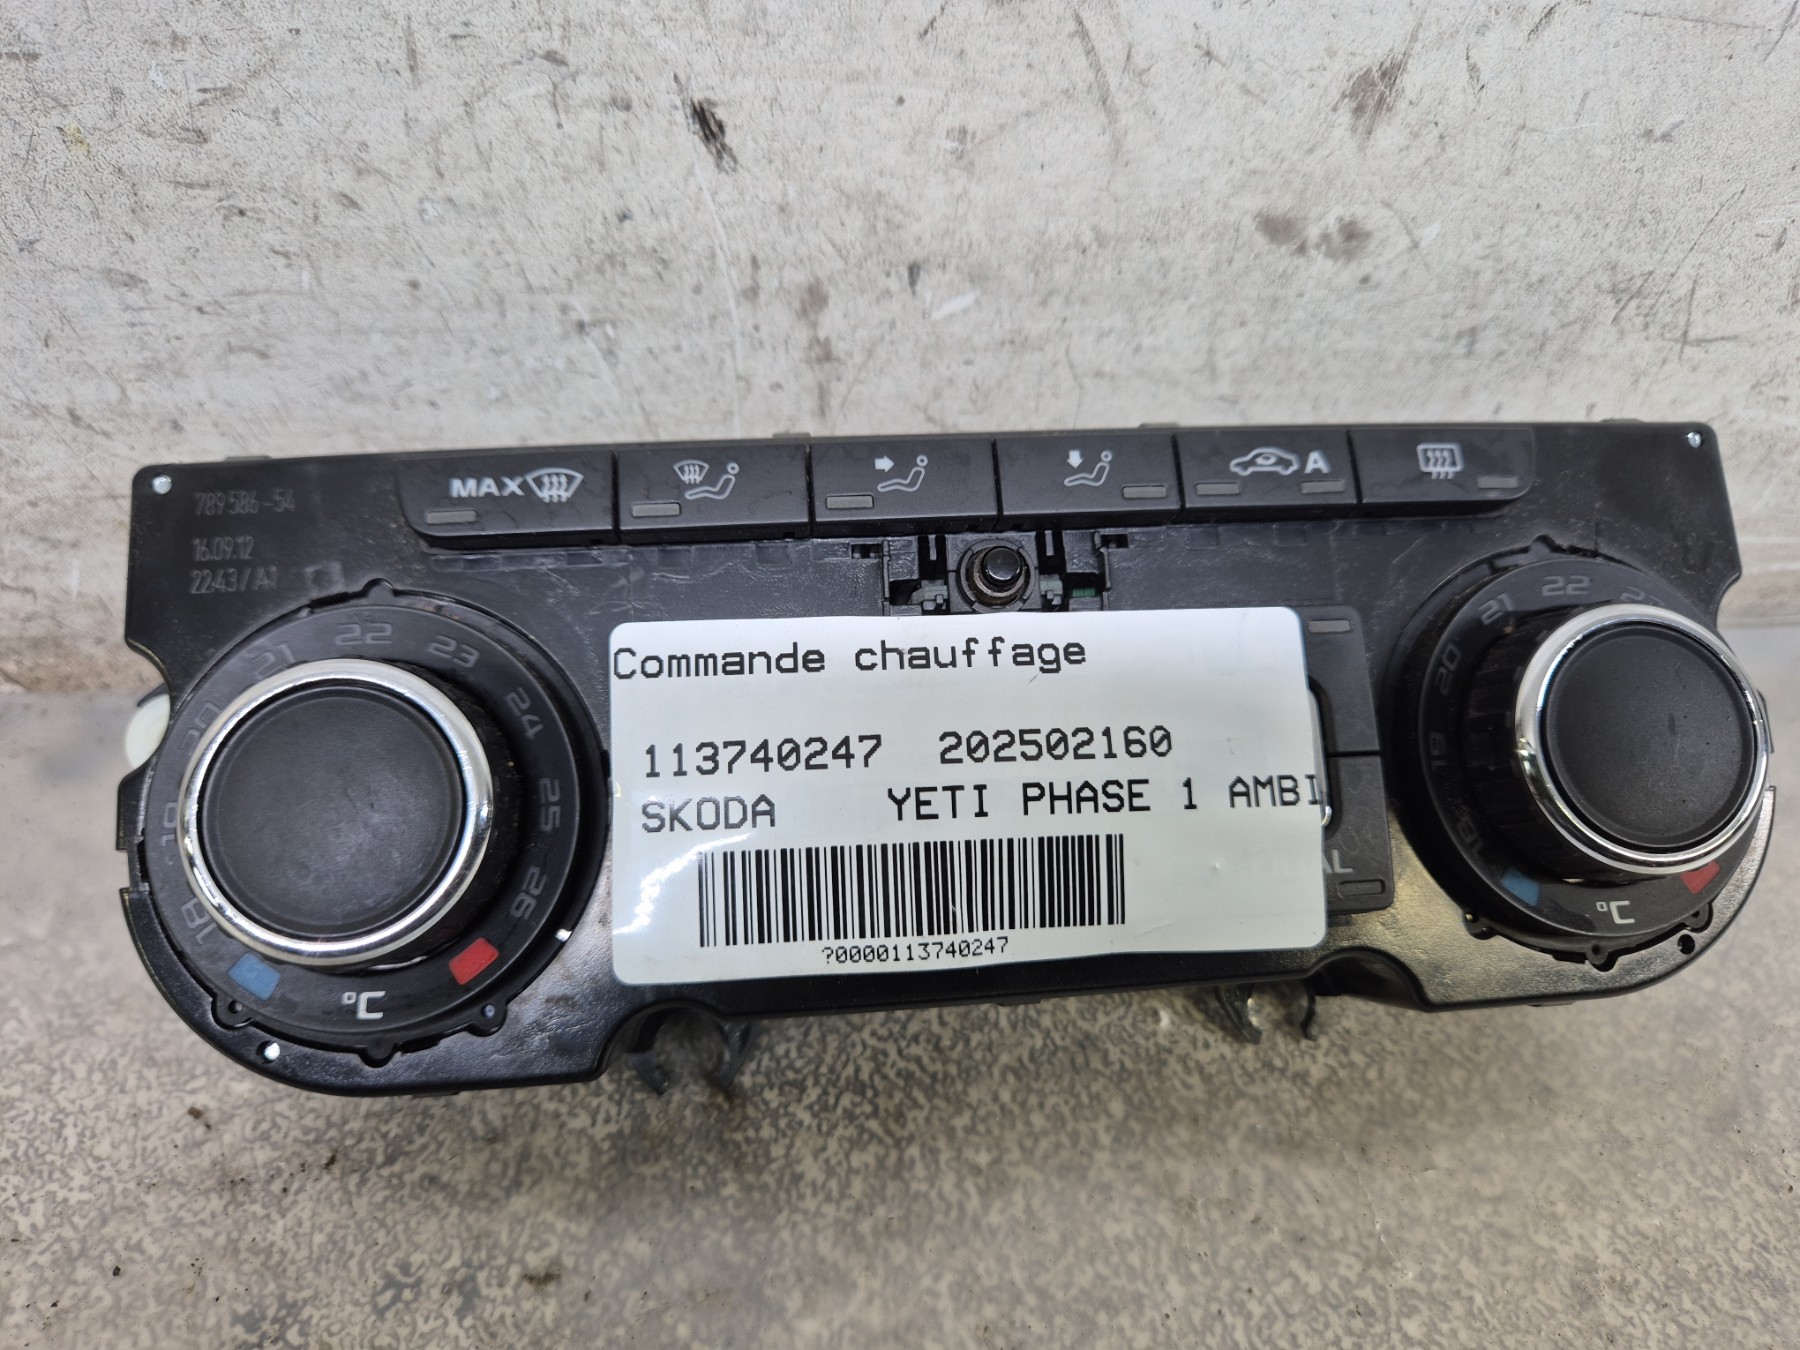 MAX
A
789 586-54
16.09.12
22.43/A1
21 22 23 24 25 26
18
°C
21 22
20
19
18
°C
Commande chauffage
113740247 202502160
SKODA YETI PHASE 1 AMBI
?0000113740247